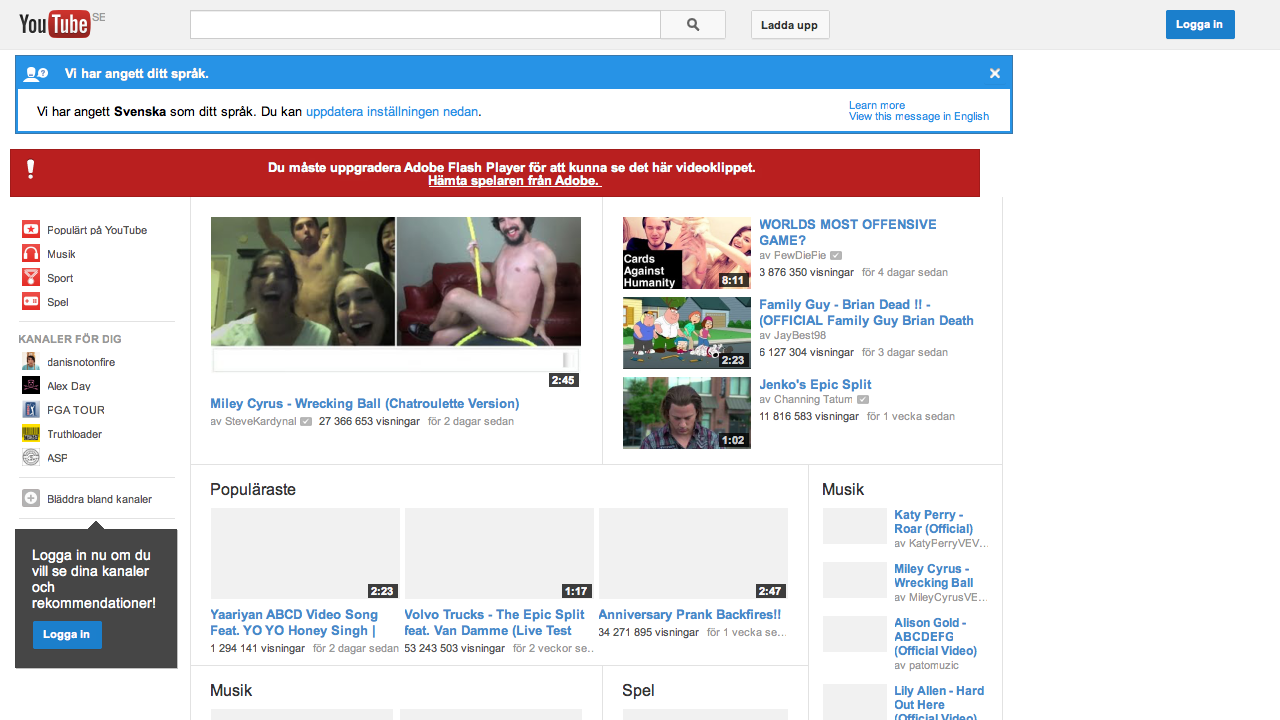 YouTube SE
Ladda upp
Logga in
Vi har angett ditt språk.
Vi har angett Svenska som ditt språk. Du kan uppdatera inställningen nedan.
Learn more
View this message in English
Du måste uppgradera Adobe Flash Player för att kunna se det här videoklippet.
Hämta spelaren från Adobe.
Populärt på YouTube
Musik
Sport
Spel
KANALER FÖR DIG
danisnotonfire
Alex Day
PGA TOUR
Truthloader
ASP
Bläddra bland kanaler
Logga in nu om du
vill se dina kanaler
och
rekommendationer!
Logga in
2:45
Miley Cyrus - Wrecking Ball (Chatroulette Version)
av SteveKardynal 27 366 653 visningar för 2 dagar sedan
Cards
Against
Humanity
8:11
WORLDS MOST OFFENSIVE
GAME?
av PewDiePie
3 876 350 visningar för 4 dagar sedan
2:23
Family Guy - Brian Dead !! -
(OFFICIAL Family Guy Brian Death
av JayBest98
6 127 304 visningar för 3 dagar sedan
1:02
Jenko's Epic Split
av Channing Tatum
11 816 583 visningar för 1 vecka sedan
Populäraste
2:23
Yaariyan ABCD Video Song
Feat. YO YO Honey Singh |
1 294 141 visningar för 2 dagar sedan
1:17
Volvo Trucks - The Epic Split
feat. Van Damme (Live Test
53 243 503 visningar för 2 veckor se..
2:47
Anniversary Prank Backfires!!
34 271 895 visningar för 1 vecka se...
Musik
Katy Perry -
Roar (Official)
av KatyPerryVEV...
Miley Cyrus -
Wrecking Ball
av MileyCyrusVE...
Alison Gold -
ABCDEFG
(Official Video)
av patomuzic
Lily Allen - Hard
Out Here
(Official Video)
Musik
Spel